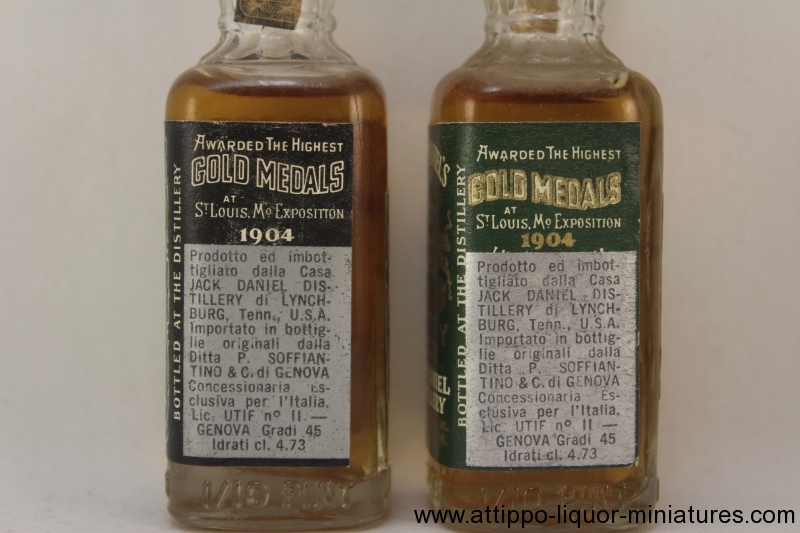 BOTTLED AT THE DISTILLERY
AWARDED THE HIGHEST
GOLD MEDALS
AT
ST LOUIS, MO EXPOSITION
1904
Prodotto ed imbot-
tigliato dalla Casa
JACK DANIEL DIS-
TILLERY di LYNCH-
BURG, Tenn., U.S.A.
Importato in bottig-
lie originali dalla
Ditta P. SOFFIAN-
TINO & C. di GENOVA
Concessionaria Es-
clusiva per l'Italia.
Lic. UTIF nº II —
GENOVA Gradi 45
Idrati cl. 4.73
1/10 PINT
BOTTLED AT THE DISTILLERY
AWARDED THE HIGHEST
GOLD MEDALS
AT
ST LOUIS, MO EXPOSITION
1904
Prodotto ed imbot-
tigliato dalla Casa
JACK DANIEL DIS-
TILLERY di LYNCH-
BURG, Tenn., U.S.A.
Importato in bottig-
lie originali dalla
Ditta P. SOFFIAN-
TINO & C. di GENOVA
Concessionaria Es-
clusiva per l'Italia.
Lic. UTIF nº II —
GENOVA Gradi 45
Idrati cl. 4.73
1/10 PINT
www.attippo-liquor-miniatures.com